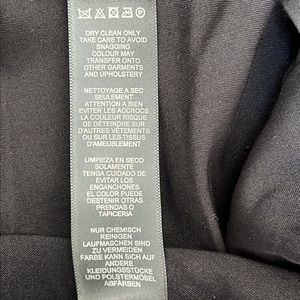 DRY CLEAN ONLY
TAKE CARE TO AVOID
SNAGGING
COLOUR MAY
TRANSFER ONTO
OTHER GARMENTS
AND UPHOLSTERY
NETTOYAGE A SEC
SEULEMENT
ATTENTION A BIEN
EVITER LES ACCROCS
LA COULEUR RISQUE
DE DÉTEINDRE SUR
D'AUTRES VÊTEMENTS
OU SUR LES TISSUS
D'AMEUBLEMENT
LIMPIEZA EN SECO
SOLAMENTE
TENGA CUIDADO DE
EVITAR LOS
ENGANCHONES
EL COLOR PUEDE
DESTENIR OTRAS
PRENDAS O
TAPICERIA
NUR CHEMISCH
REINIGEN
LAUFMASCHEN SIND
ZU VERMEIDEN
FARBE KANN SICH AUF
ANDERE
KLEIDUNGSSTÜCKE
UND POLSTERMÖBEL
ABFÄRBEN